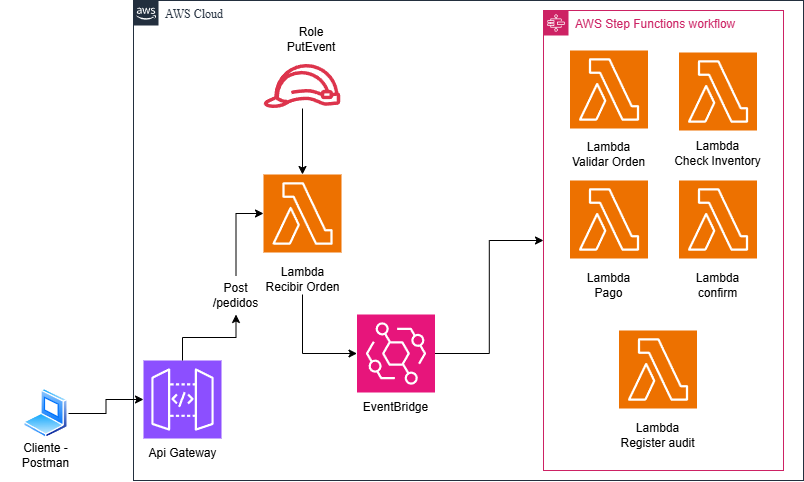 aws
AWS Cloud
Role
PutEvent
AWS Step Functions workflow
Lambda
Validar Orden
Lambda
Check Inventory
Lambda
Recibir Orden
Post
/pedidos
Lambda
Pago
Lambda
confirm
EventBridge
Lambda
Register audit
</>
Api Gateway
Cliente -
Postman